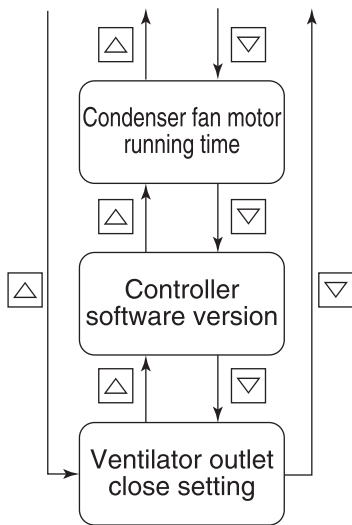 Condenser fan motor
running time
Controller
software version
Ventilator outlet
close setting